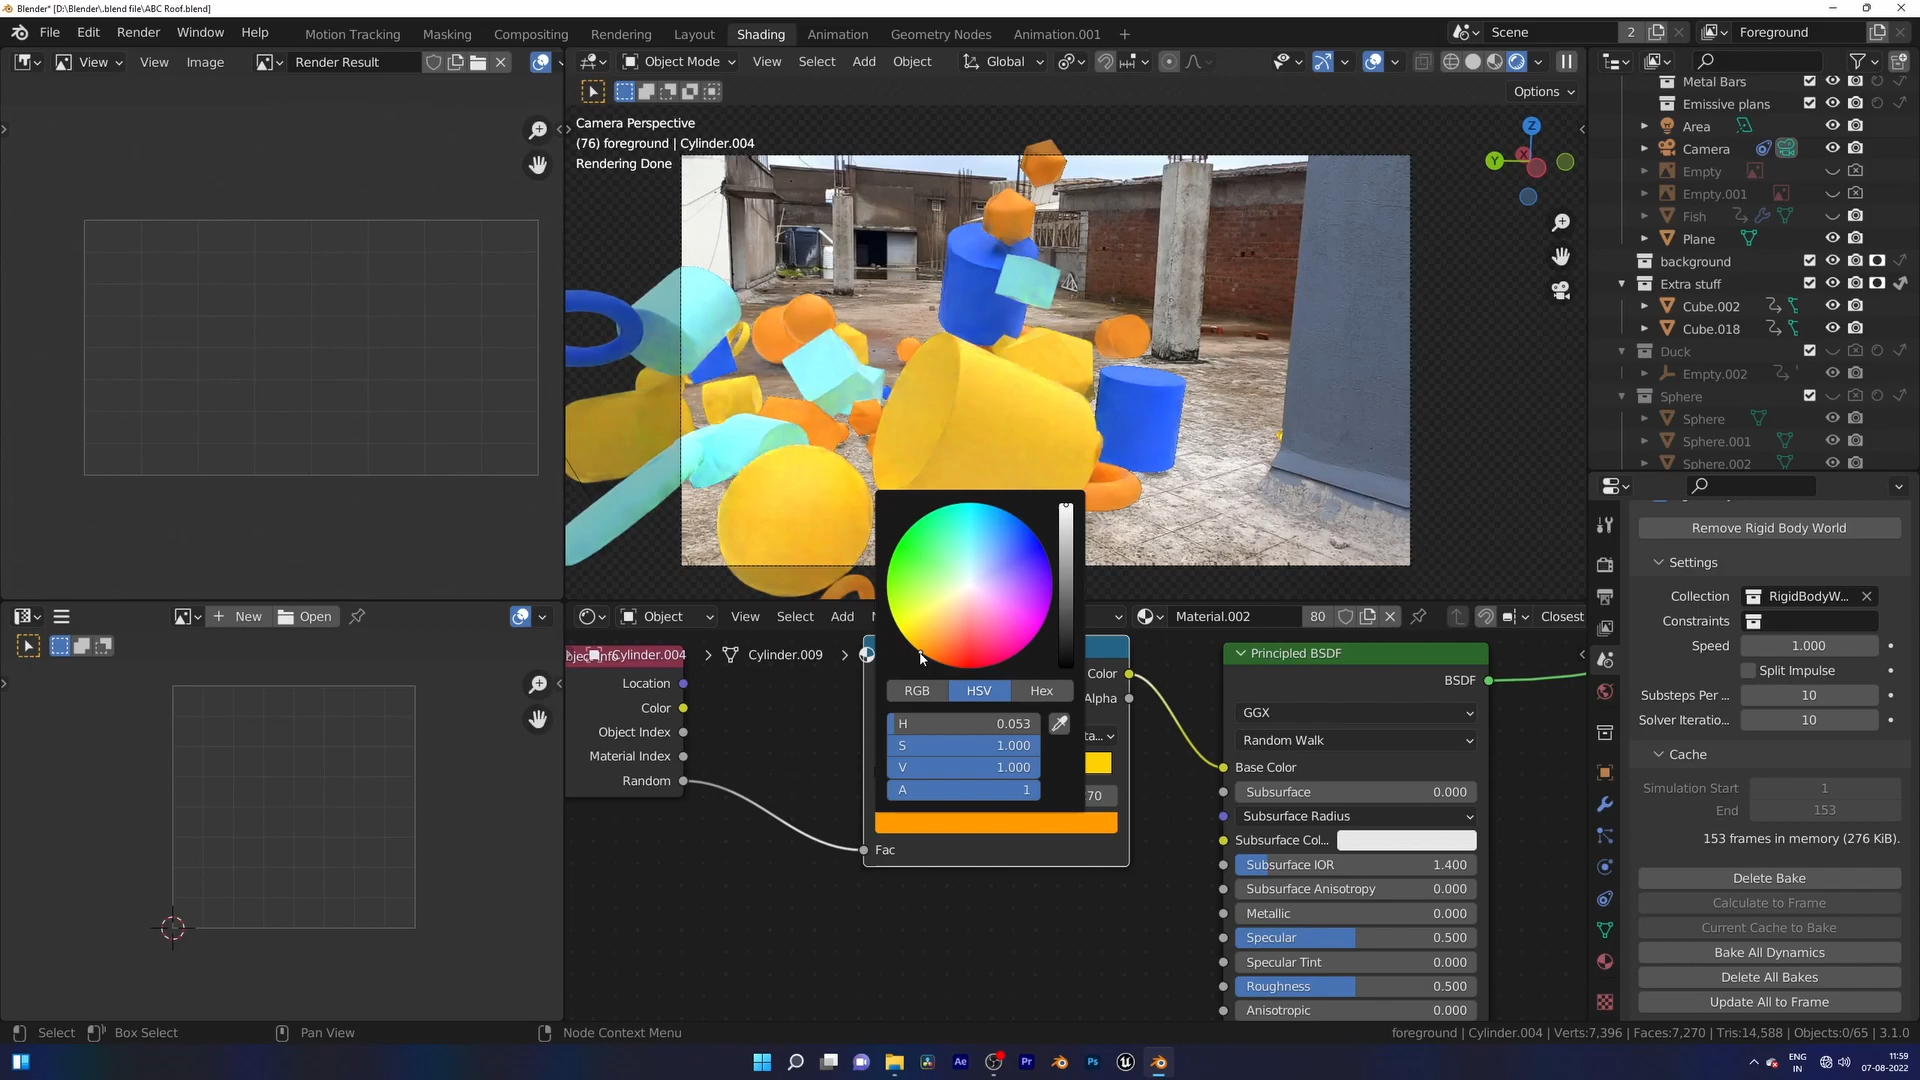 Blender* [D:\Blender\.blend file\ABC Roof.blend]
File Edit Render Window Help Motion Tracking Masking Compositing Rendering Layout Shading Animation Geometry Nodes Animation.001 Scene 2 Foreground
View View Image Render Result Object Mode View Select Add Object Global
Options
Camera Perspective
(76) foreground | Cylinder.004
Rendering Done
Z
Y
X
Metal Bars
Emissive plans
Area
Camera
Empty
Empty.001
Fish
Plane
background
Extra stuff
Cube.002
Cube.018
Duck
Empty.002
Sphere
Sphere
Sphere.001
Sphere.002
Remove Rigid Body World
Settings
Collection RigidBodyW...
Constraints
Speed 1.000
Split Impulse
Substeps Per ... 10
Solver Iteratio... 10
Cache
Simulation Start 1
End 153
153 frames in memory (276 KiB).
Delete Bake
Calculate to Frame
Current Cache to Bake
Bake All Dynamics
Delete All Bakes
Update All to Frame
New Open Object View Select Add Material.002 80 Closest
Cylinder.004 Cylinder.009
Location
Color
Object Index
Material Index
Random
Color
Alpha
RGB HSV Hex
H 0.053
S 1.000
V 1.000
A 1
70
Fac
Principled BSDF
BSDF
GGX
Random Walk
Base Color
Subsurface 0.000
Subsurface Radius
Subsurface Col...
Subsurface IOR 1.400
Subsurface Anisotropy 0.000
Metallic 0.000
Specular 0.500
Specular Tint 0.000
Roughness 0.500
Anisotropic 0.000
Select Box Select Pan View Node Context Menu foreground | Cylinder.004 | Verts:7,396 | Faces:7,270 | Tris:14,588 | Objects:0/65 | 3.1.0
Ae Pr Ps
ENG
IN
11:59
07-08-2022